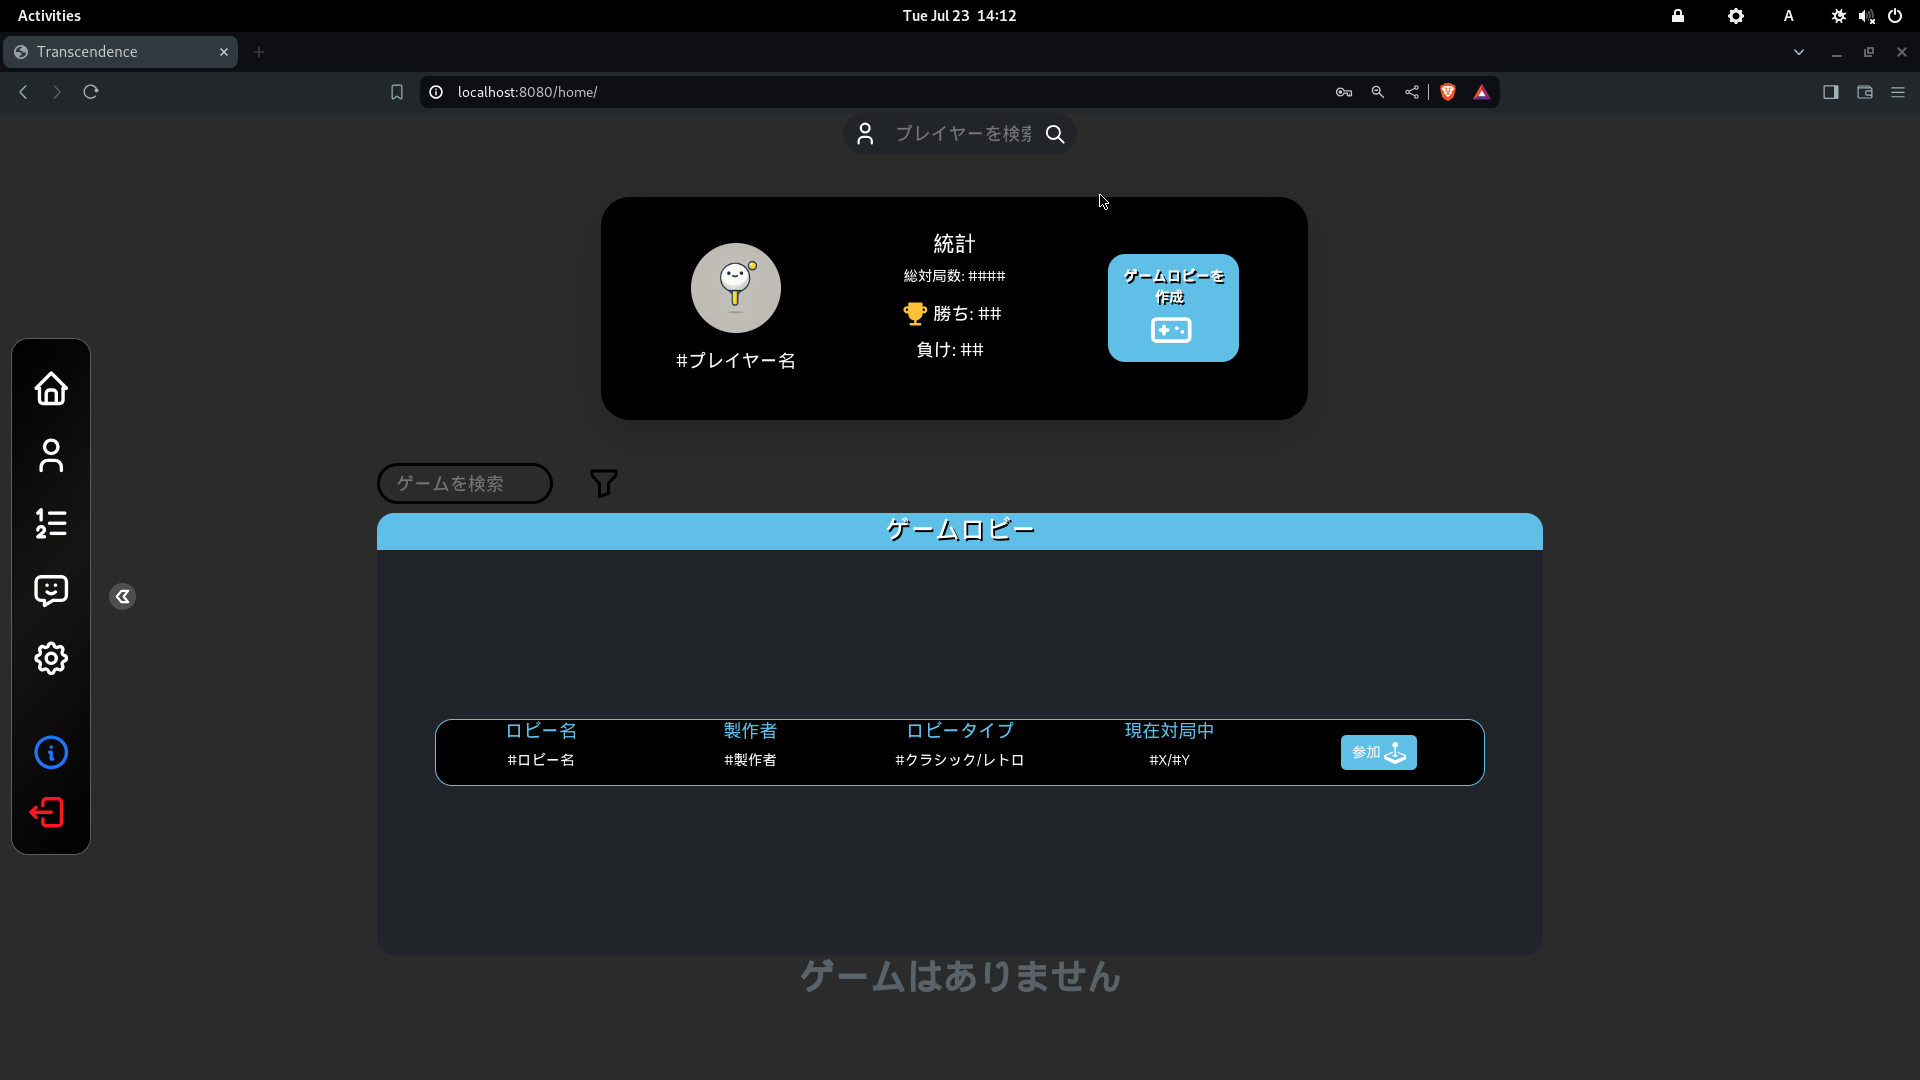 Activities
Tue Jul 23 14:12
A
Transcendence
localhost:8080/home/
プレイヤーを検索
統計
総対局数: ####
勝ち: ##
負け: ##
#プレイヤー名
ゲームロビーを
作成
ゲームを検索
ゲームロビー
ロビー名
製作者
ロビータイプ
現在対局中
#ロビー名
#製作者
#クラシック/レトロ
#X/#Y
参加
ゲームはありません